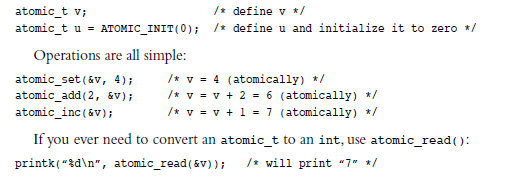 atomic_t v; /* define v */
atomic_t u = ATOMIC_INIT(0); /* define u and initialize it to zero */
Operations are all simple:
atomic_set(&v, 4); /* v = 4 (atomically) */
atomic_add(2, &v); /* v = v + 2 = 6 (atomically) */
atomic_inc(&v); /* v = v + 1 = 7 (atomically) */
If you ever need to convert an atomic_t to an int, use atomic_read():
printk(“%d\n”, atomic_read(&v)); /* will print “7” */